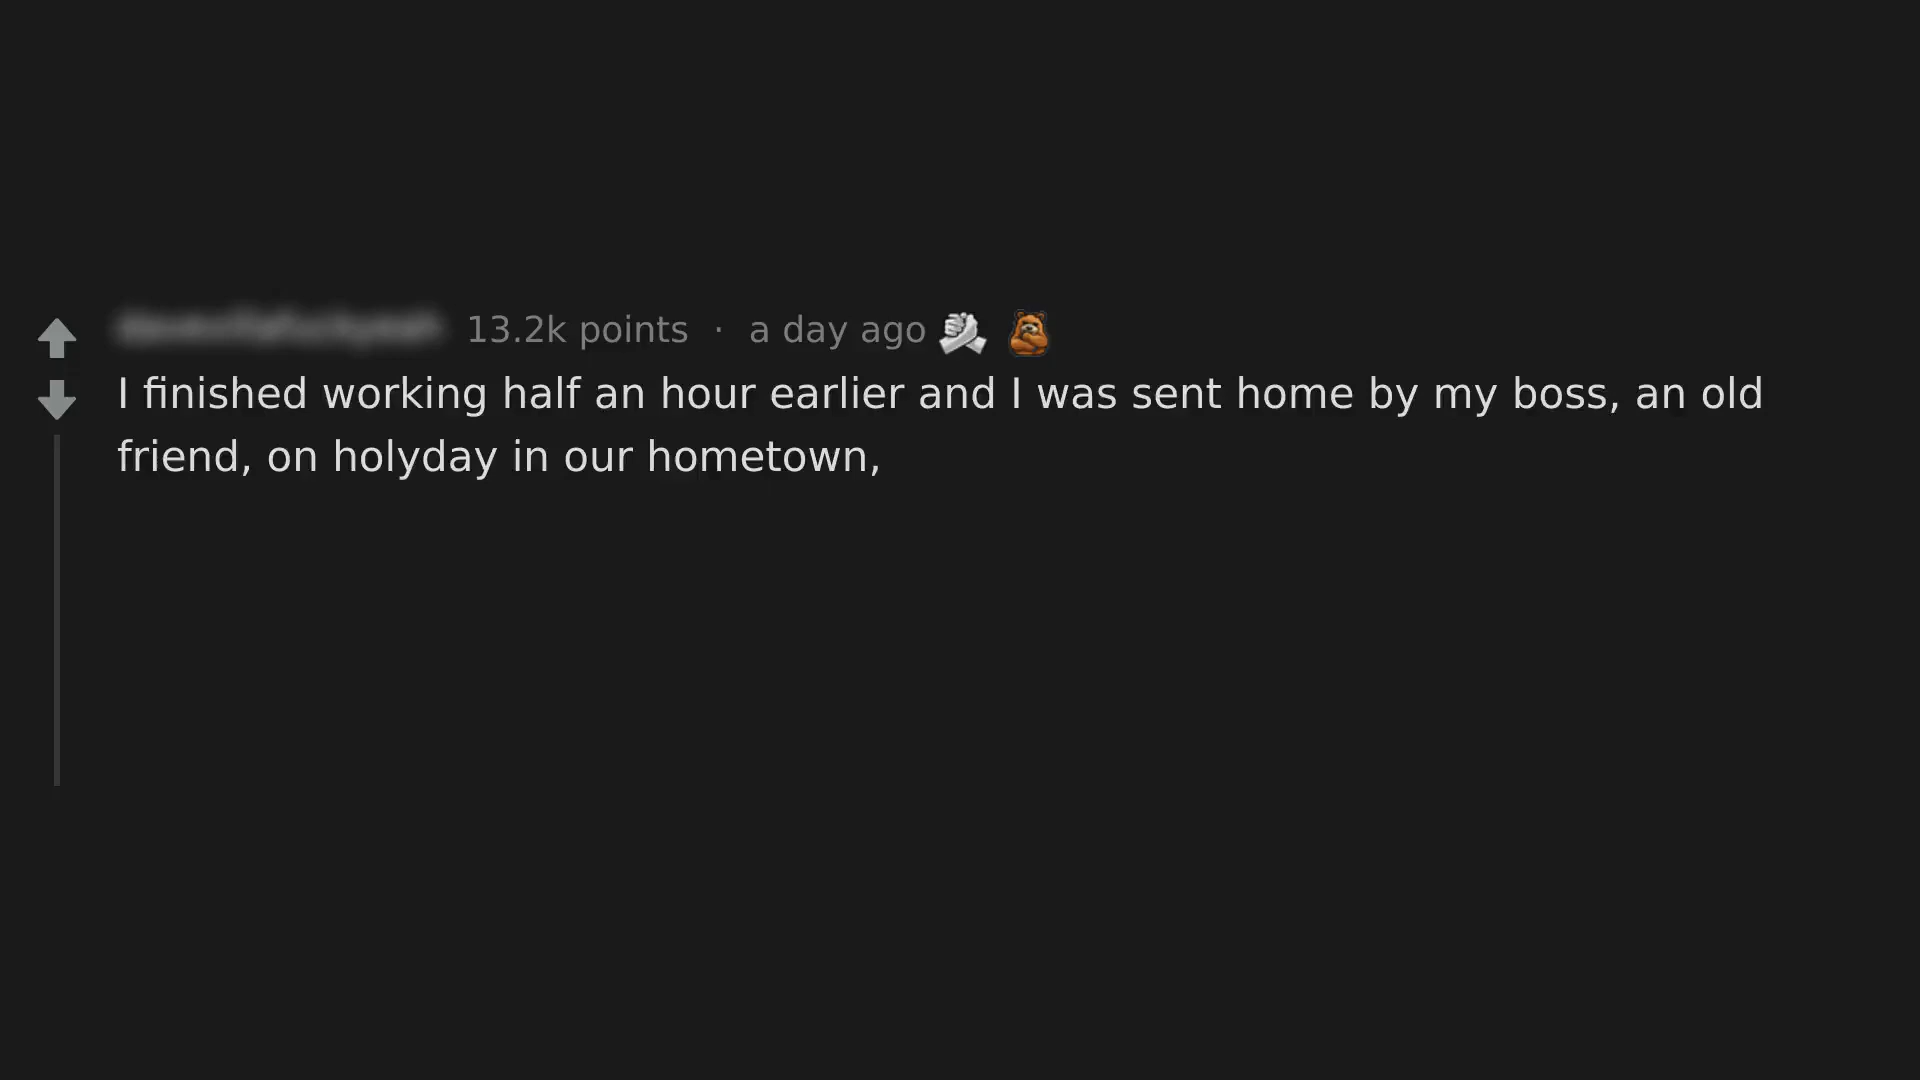 13.2k points · a day ago
I finished working half an hour earlier and I was sent home by my boss, an old
friend, on holyday in our hometown,